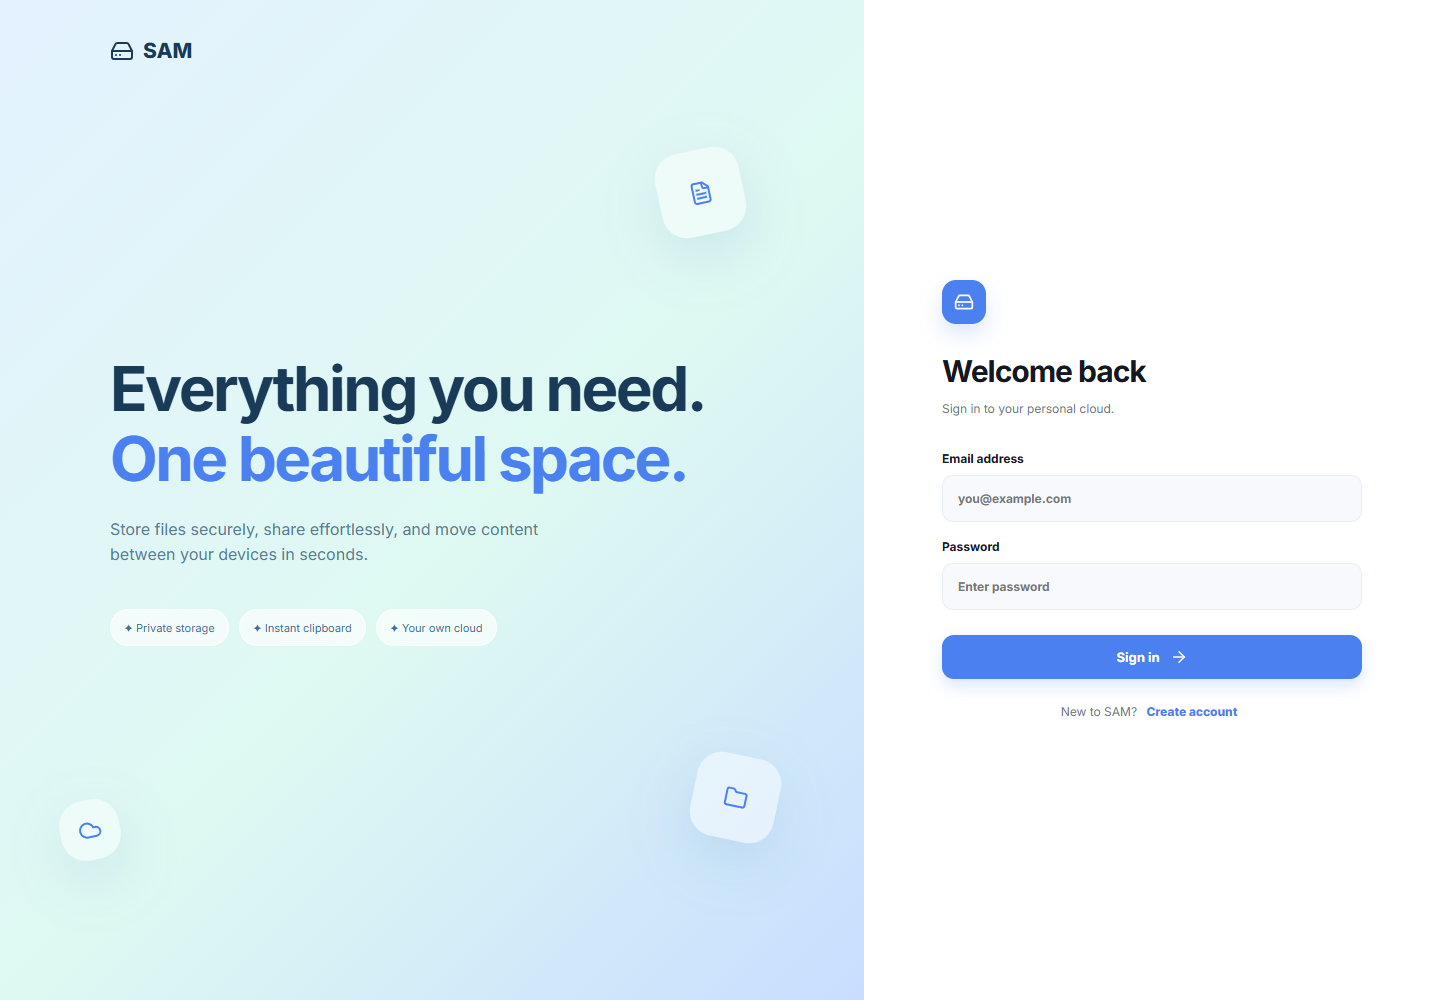 SAM
Everything you need.
One beautiful space.
Store files securely, share effortlessly, and move content
between your devices in seconds.
✦ Private storage
✦ Instant clipboard
✦ Your own cloud
Welcome back
Sign in to your personal cloud.
Email address
you@example.com
Password
Enter password
Sign in →
New to SAM? Create account